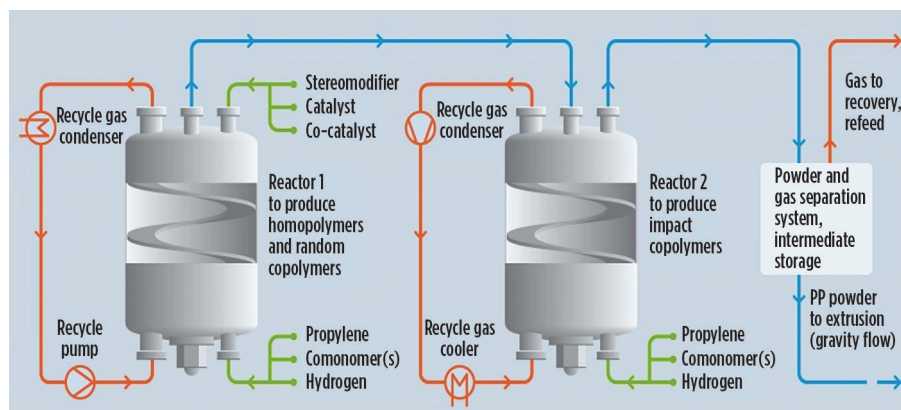 Stereomodifier
Catalyst
Co-catalyst
Recycle gas
condenser
Reactor 1
to produce
homopolymers
and random
copolymers
Recycle
pump
Propylene
Comonomer(s)
Hydrogen
Recycle gas
condenser
Reactor 2
to produce
impact
copolymers
Recycle gas
cooler
Propylene
Comonomer(s)
Hydrogen
Gas to
recovery,
refeed
Powder and
gas separation
system,
intermediate
storage
PP powder
to extrusion
(gravity flow)